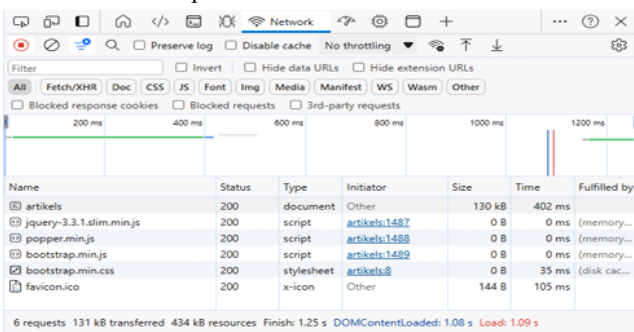 Network
Preserve log Disable cache No throttling
Filter Invert Hide data URLs Hide extension URLs
All Fetch/XHR Doc CSS JS Font Img Media Manifest WS Wasm Other
Blocked response cookies Blocked requests 3rd-party requests
200 ms 400 ms 600 ms 800 ms 1000 ms 1200 ms
Name Status Type Initiator Size Time Fulfilled by
artikels 200 document Other 130 kB 402 ms
jquery-3.3.1.slim.min.js 200 script artikels:1487 0 B 0 ms (memory...
popper.min.js 200 script artikels:1488 0 B 0 ms (memory...
bootstrap.min.js 200 script artikels:1489 0 B 0 ms (memory...
bootstrap.min.css 200 stylesheet artikels:8 0 B 35 ms (disk cac...
favicon.ico 200 x-icon Other 144 B 105 ms
6 requests 131 kB transferred 434 kB resources Finish: 1.25 s DOMContentLoaded: 1.08 s Load: 1.09 s